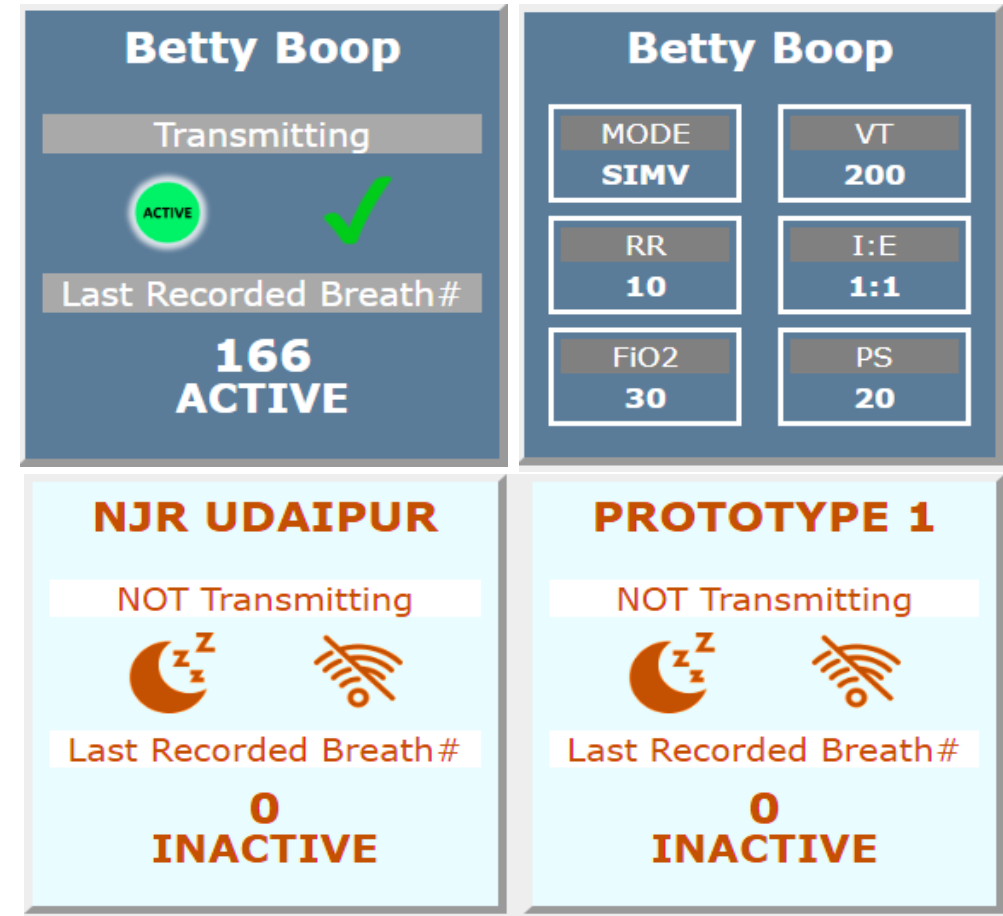 Betty Boop
Transmitting
ACTIVE
Last Recorded Breath#
166
ACTIVE
Betty Boop
MODE
SIMV
VT
200
RR
10
I:E
1:1
FiO2
30
PS
20
NJR UDAIPUR
NOT Transmitting
z z Z
Last Recorded Breath#
0
INACTIVE
PROTOTYPE 1
NOT Transmitting
z z Z
Last Recorded Breath#
0
INACTIVE